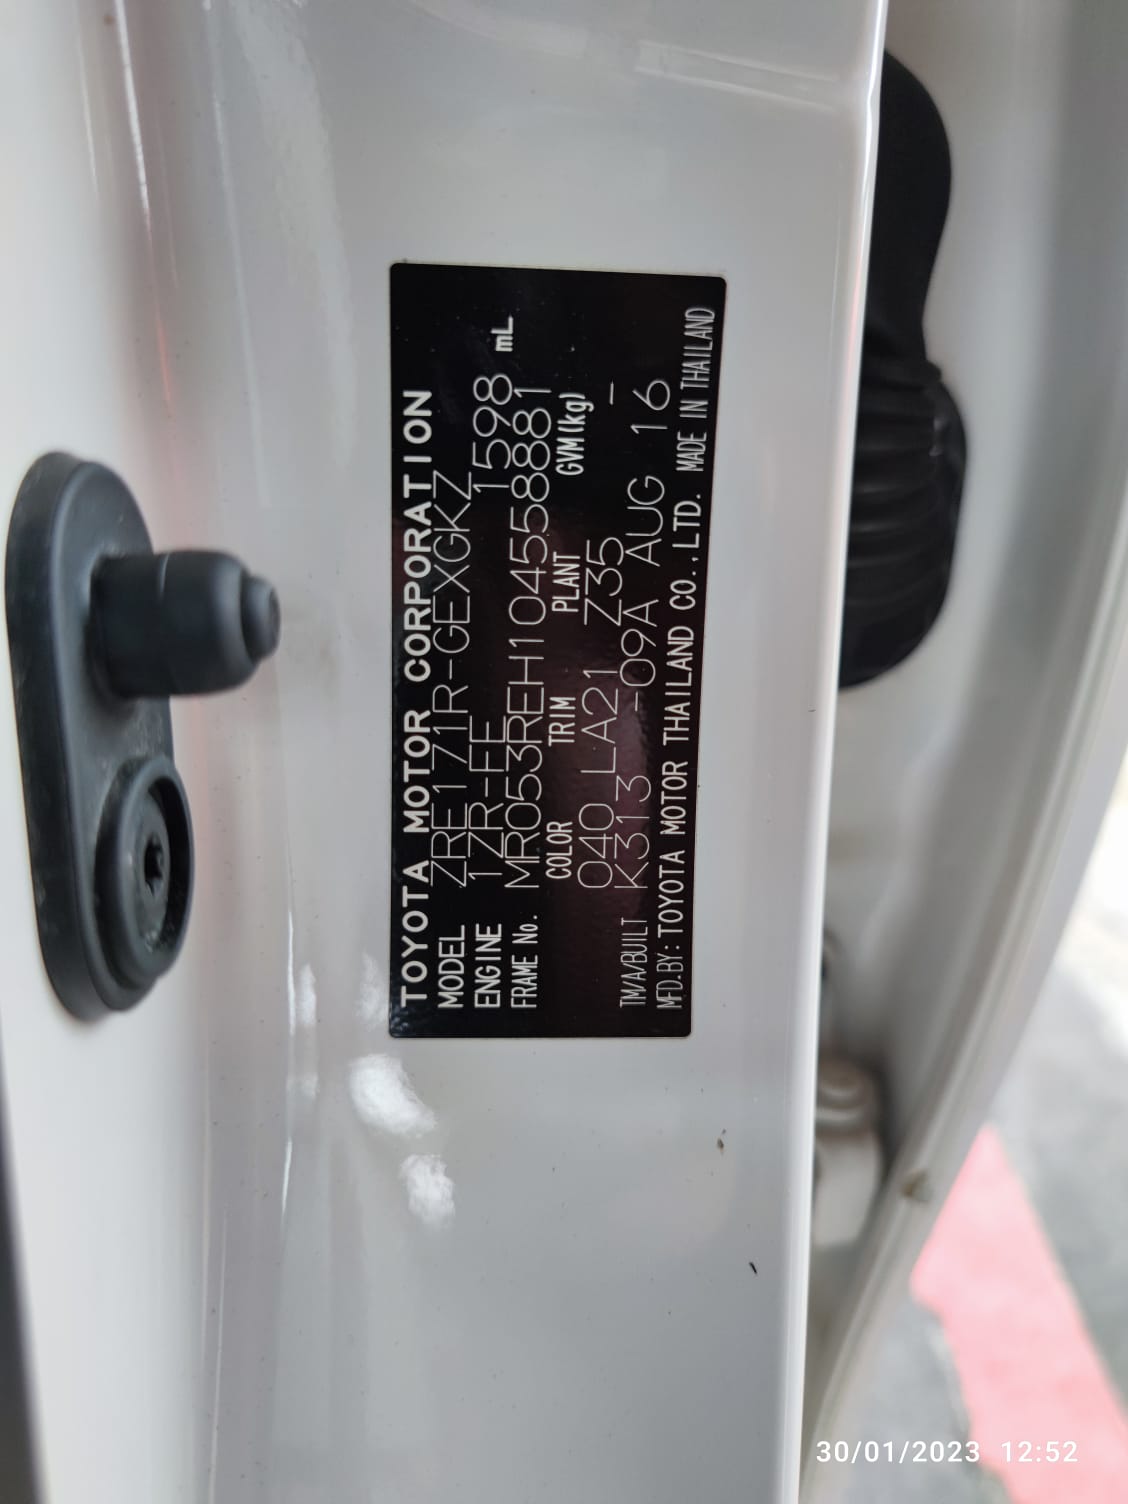 TOYOTA MOTOR CORPORATION
MODEL ZRE171R-GEXGKZ
ENGINE 1ZR-FE 1598 mL
FRAME No. MR053REH104558881
COLOR TRIM PLANT GVM(kg)
040 LA21 Z35 -
TM/A/BUILT K313 -09A AUG 16
MFD.BY:TOYOTA MOTOR THAILAND CO.,LTD. MADE IN THAILAND
30/01/2023 12:52